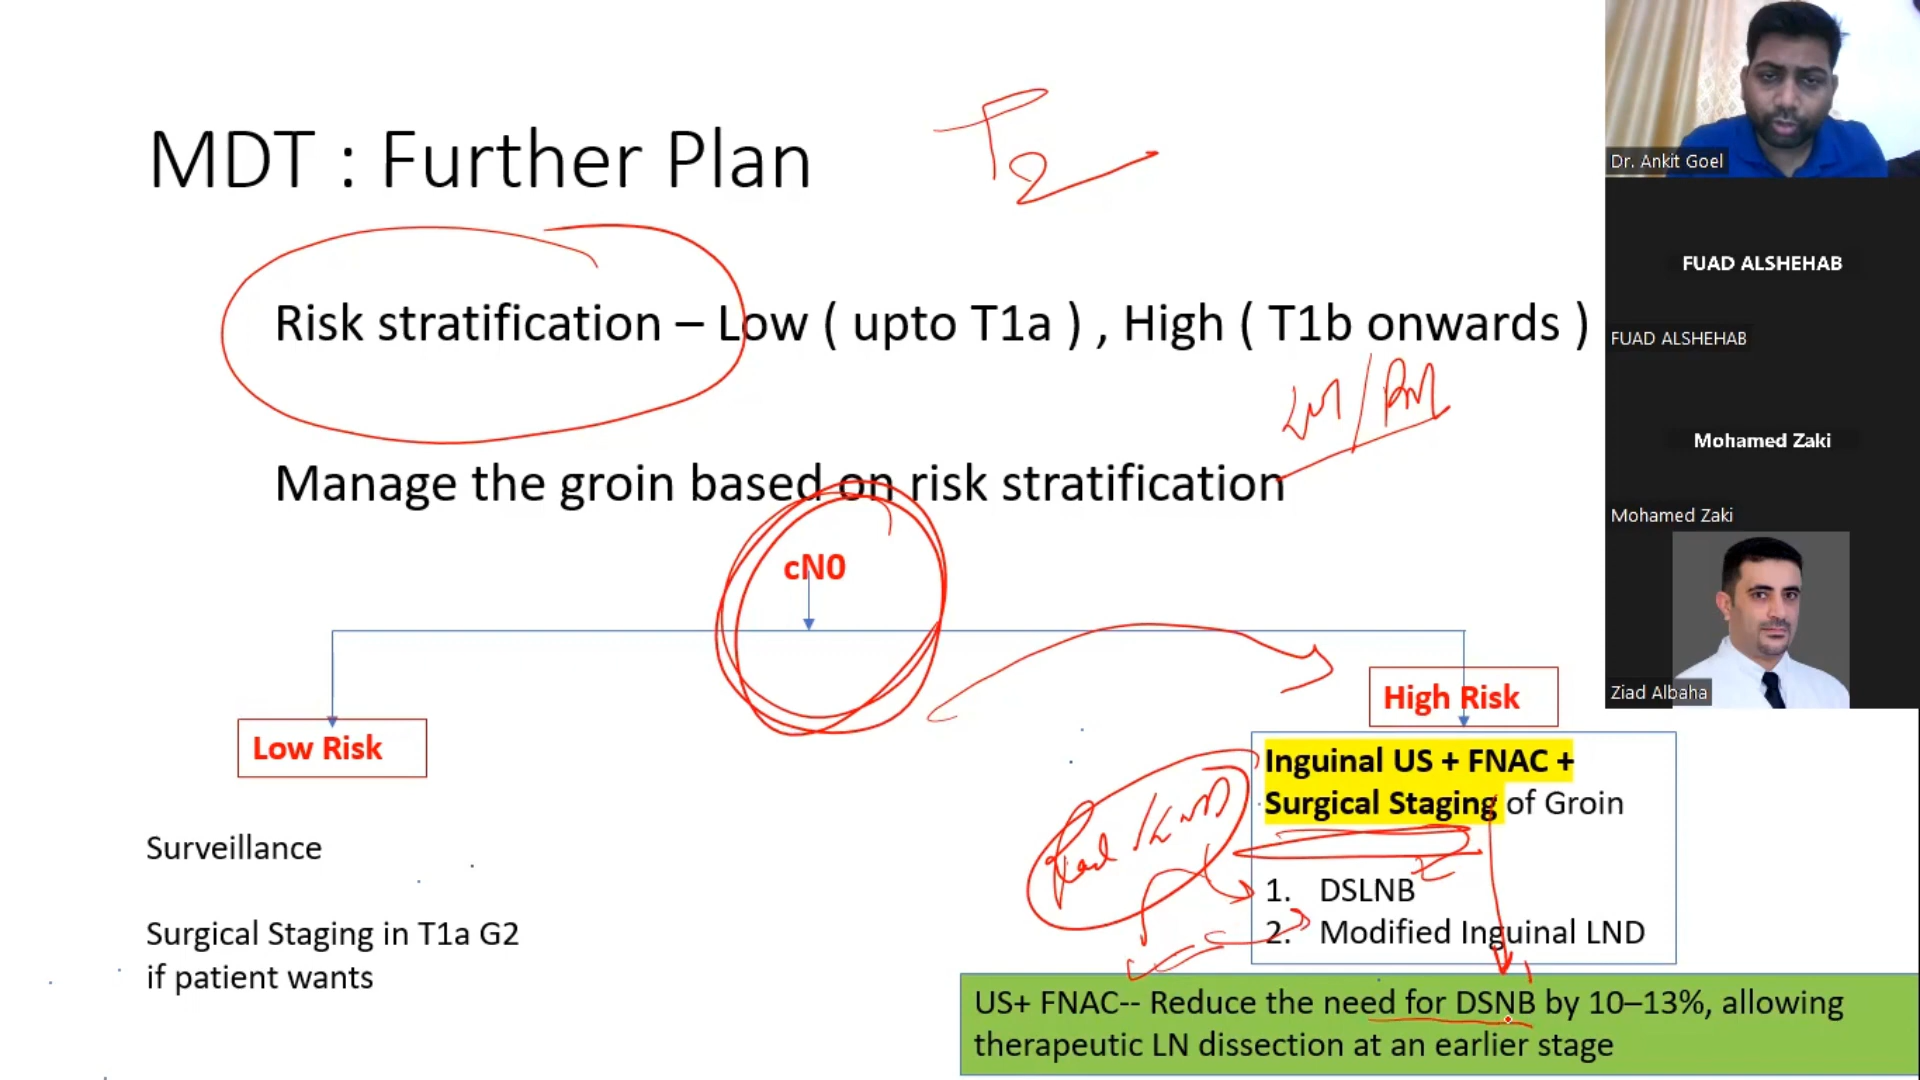 MDT : Further Plan
T2
Risk stratification – Low ( upto T1a ) , High ( T1b onwards )
Manage the groin based on risk stratification
cN0
Low Risk
High Risk
Surveillance
Surgical Staging in T1a G2
if patient wants
Inguinal US + FNAC +
Surgical Staging of Groin
1. DSLNB
2. Modified Inguinal LND
US+ FNAC-- Reduce the need for DSNB by 10–13%, allowing
therapeutic LN dissection at an earlier stage
Dr. Ankit Goel
FUAD ALSHEHAB
FUAD ALSHEHAB
Mohamed Zaki
Mohamed Zaki
Ziad Albaha